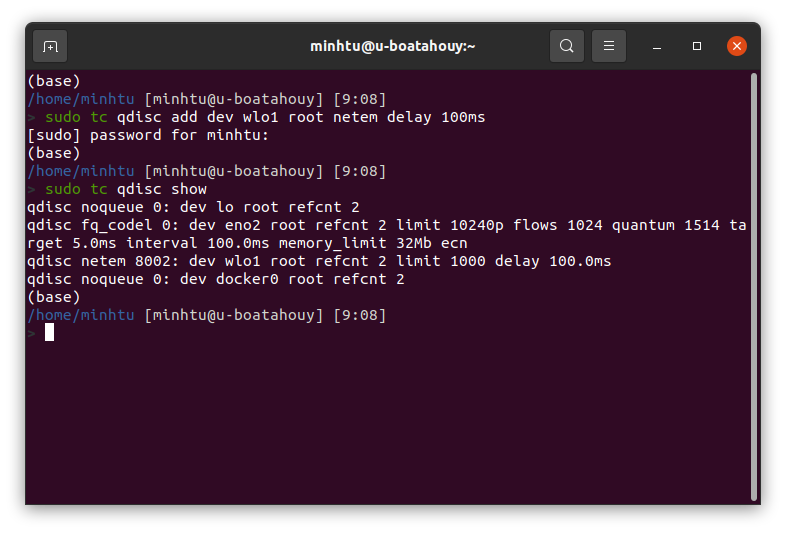 minhtu@u-boatahouy:~
(base)
/home/minhtu [minhtu@u-boatahouy] [9:08]
> sudo tc qdisc add dev wlo1 root netem delay 100ms
[sudo] password for minhtu:
(base)
/home/minhtu [minhtu@u-boatahouy] [9:08]
> sudo tc qdisc show
qdisc noqueue 0: dev lo root refcnt 2
qdisc fq_codel 0: dev eno2 root refcnt 2 limit 10240p flows 1024 quantum 1514 ta
rget 5.0ms interval 100.0ms memory_limit 32Mb ecn
qdisc netem 8002: dev wlo1 root refcnt 2 limit 1000 delay 100.0ms
qdisc noqueue 0: dev docker0 root refcnt 2
(base)
/home/minhtu [minhtu@u-boatahouy] [9:08]
>